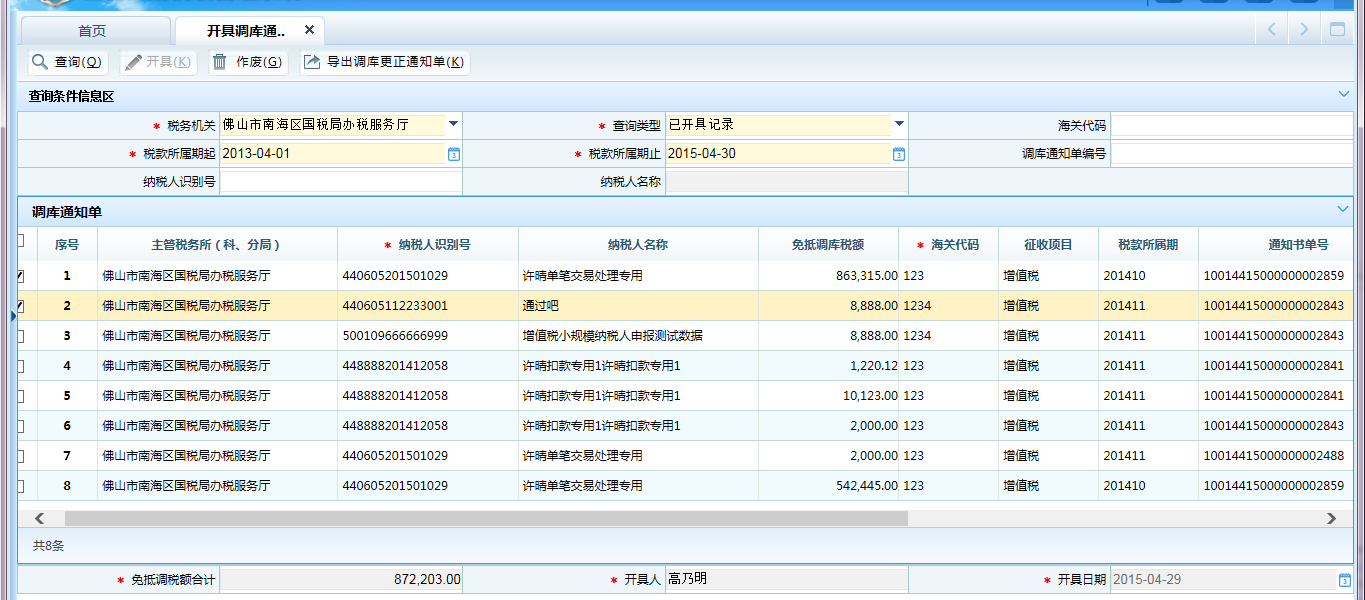 首页 开具调库通..
查询(Q) 开具(K) 作废(G) 导出调库更正通知单(K)
查询条件信息区
* 税务机关 佛山市南海区国税局办税服务厅 * 查询类型 已开具记录 海关代码
* 税款所属期起 2013-04-01 * 税款所属期止 2015-04-30 调库通知单编号
纳税人识别号 纳税人名称
调库通知单
序号 主管税务所（科、分局） * 纳税人识别号 纳税人名称 免抵调库税额 * 海关代码 征收项目 税款所属期 通知书单号
1 佛山市南海区国税局办税服务厅 440605201501029 许晴单笔交易处理专用 863,315.00 123 增值税 201410 10014415000000002859
2 佛山市南海区国税局办税服务厅 440605112233001 通过吧 8,888.00 1234 增值税 201411 10014415000000002843
3 佛山市南海区国税局办税服务厅 500109666666999 增值税小规模纳税人申报测试数据 8,888.00 1234 增值税 201411 10014415000000002843
4 佛山市南海区国税局办税服务厅 448888201412058 许晴扣款专用1许晴扣款专用1 1,220.12 123 增值税 201411 10014415000000002841
5 佛山市南海区国税局办税服务厅 448888201412058 许晴扣款专用1许晴扣款专用1 10,123.00 123 增值税 201411 10014415000000002841
6 佛山市南海区国税局办税服务厅 448888201412058 许晴扣款专用1许晴扣款专用1 2,000.00 123 增值税 201411 10014415000000002843
7 佛山市南海区国税局办税服务厅 440605201501029 许晴单笔交易处理专用 2,000.00 123 增值税 201411 10014415000000002488
8 佛山市南海区国税局办税服务厅 440605201501029 许晴单笔交易处理专用 542,445.00 123 增值税 201410 10014415000000002859
共8条
* 免抵调税额合计 872,203.00 * 开具人 高乃明 * 开具日期 2015-04-29